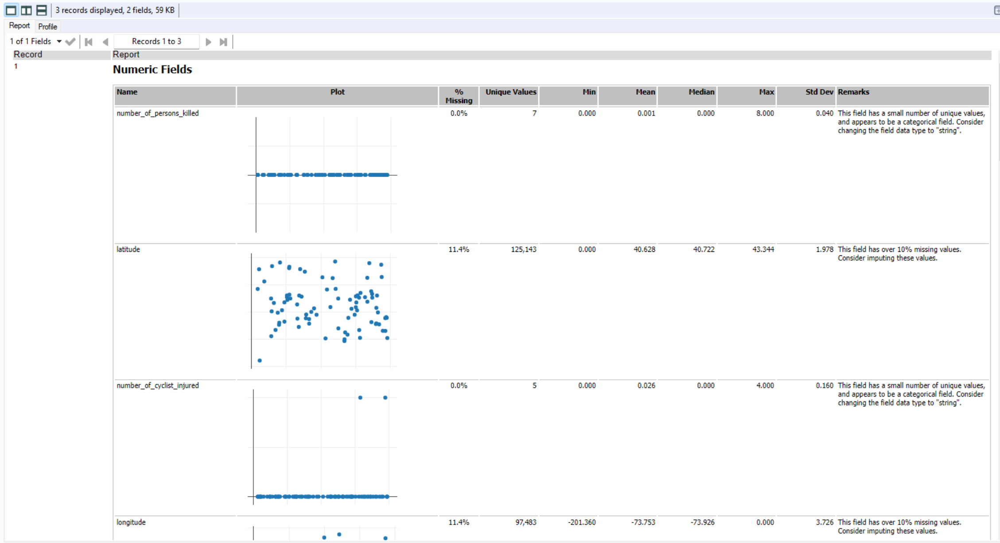 3 records displayed, 2 fields, 59 KB
Report Profile
1 of 1 Fields Records 1 to 3
Record Report
1
Numeric Fields
Name Plot % Missing Unique Values Min Mean Median Max Std Dev Remarks
number_of_persons_killed 0.0% 7 0.000 0.001 0.000 8.000 0.040 This field has a small number of unique values,
and appears to be a categorical field. Consider
changing the field data type to "string".
latitude 11.4% 125,143 0.000 40.628 40.722 43.344 1.978 This field has over 10% missing values.
Consider imputing these values.
number_of_cyclist_injured 0.0% 5 0.000 0.026 0.000 4.000 0.160 This field has a small number of unique values,
and appears to be a categorical field. Consider
changing the field data type to "string".
longitude 11.4% 97,483 -201.360 -73.753 -73.926 0.000 3.726 This field has over 10% missing values.
Consider imputing these values.